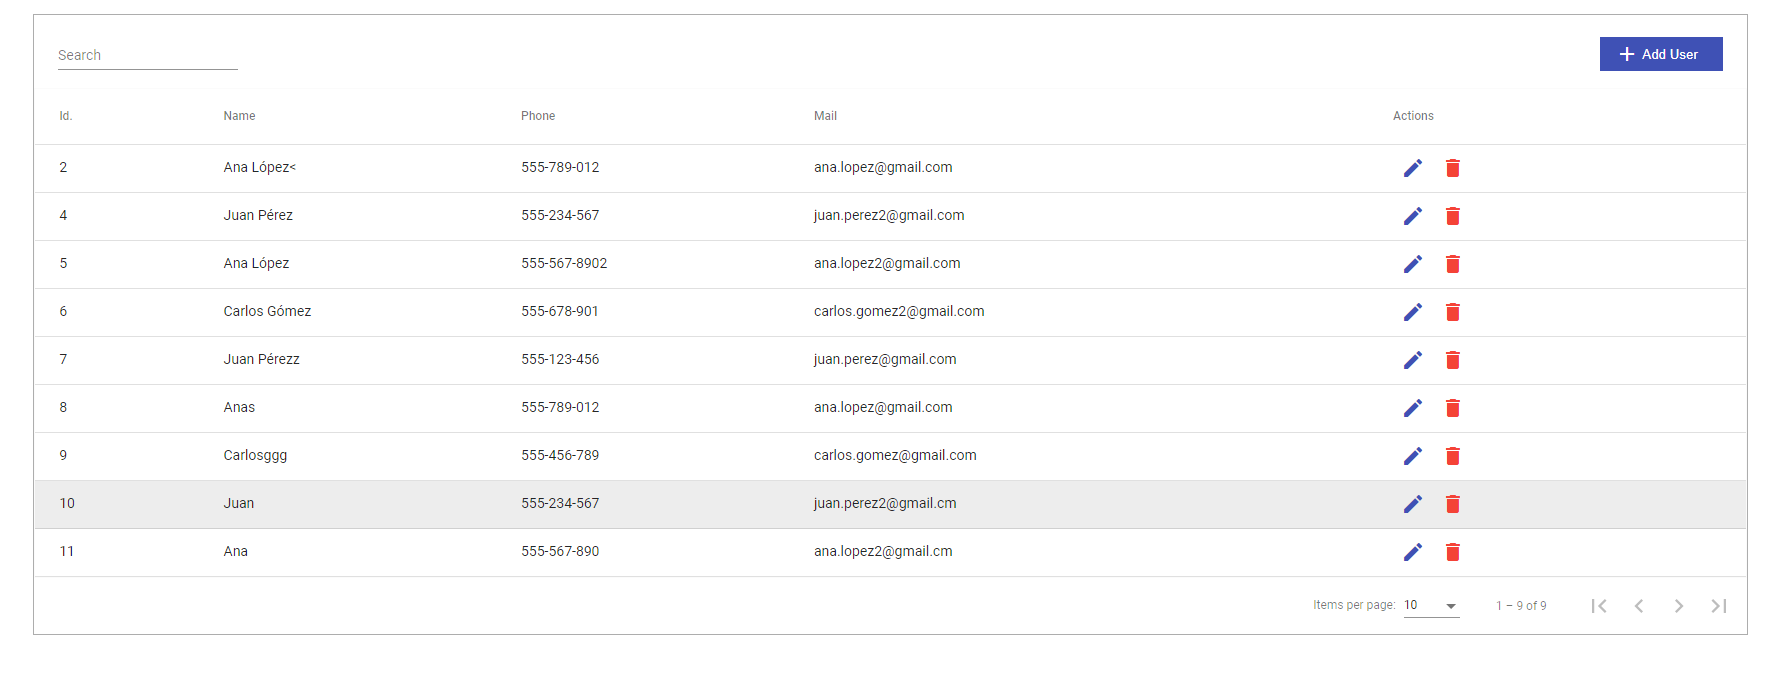 Search
Add User
Id. Name Phone Mail Actions
2 Ana López< 555-789-012 ana.lopez@gmail.com
4 Juan Pérez 555-234-567 juan.perez2@gmail.com
5 Ana López 555-567-8902 ana.lopez2@gmail.com
6 Carlos Gómez 555-678-901 carlos.gomez2@gmail.com
7 Juan Pérezz 555-123-456 juan.perez@gmail.com
8 Anas 555-789-012 ana.lopez@gmail.com
9 Carlosggg 555-456-789 carlos.gomez@gmail.com
10 Juan 555-234-567 juan.perez2@gmail.cm
11 Ana 555-567-890 ana.lopez2@gmail.cm
Items per page: 10 1 – 9 of 9